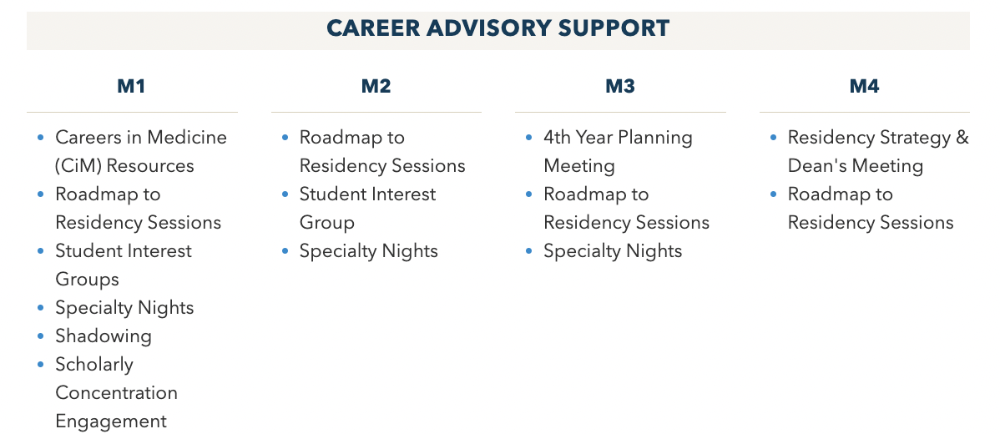 CAREER ADVISORY SUPPORT
M1
Careers in Medicine
(CiM) Resources
Roadmap to
Residency Sessions
Student Interest
Groups
Specialty Nights
Shadowing
Scholarly
Concentration
Engagement
M2
Roadmap to
Residency Sessions
Student Interest
Group
Specialty Nights
M3
4th Year Planning
Meeting
Roadmap to
Residency Sessions
Specialty Nights
M4
Residency Strategy &
Dean's Meeting
Roadmap to
Residency Sessions